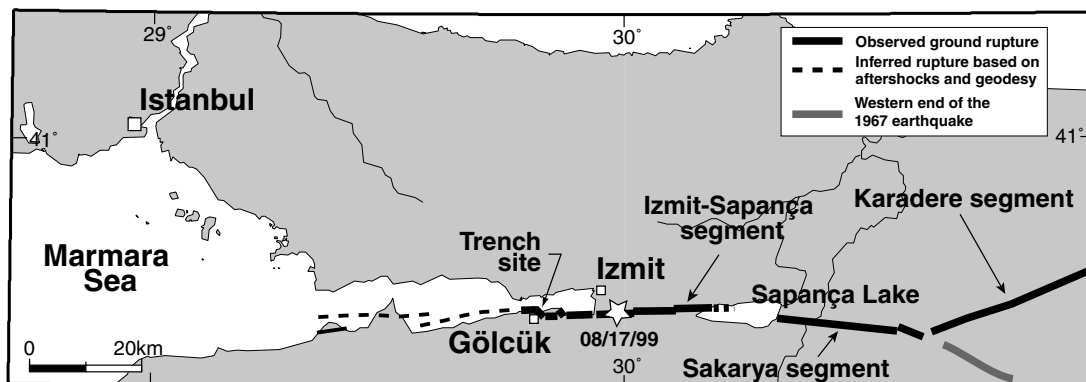 29°
30
Observed ground rupture
Inferred rupture based on
aftershocks and geodesy
Western end of the
1967 earthquake
Istanbul
41°
41°
Karadere segment
Izmit-Sapança
segment
Trench
site
Marmara
Sea
Izmit
Sapança Lake
Gölcük
08/17/99
0
20km
30°
Sakarya segment